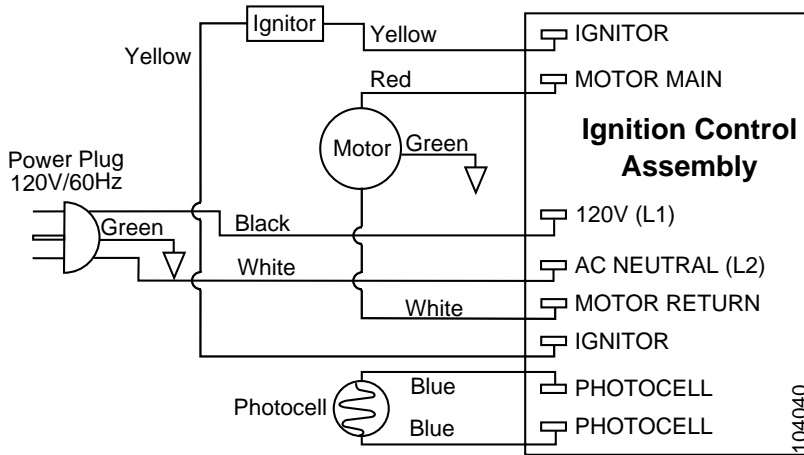 Ignitor
Yellow
IGNITOR
Yellow
Red
MOTOR MAIN
Ignition Control
Assembly
Motor
Green
Power Plug
120V/60Hz
Green
Black
120V (L1)
White
AC NEUTRAL (L2)
White
MOTOR RETURN
IGNITOR
Photocell
Blue
PHOTOCELL
Blue
PHOTOCELL
104040